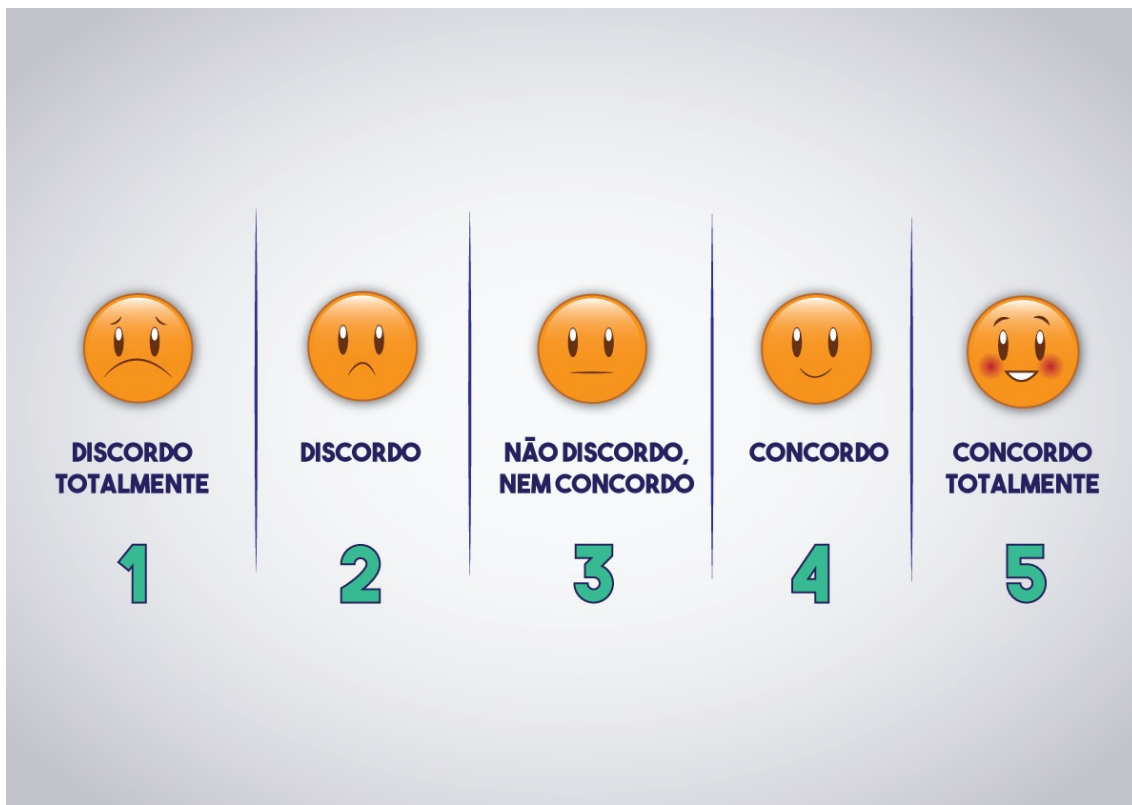 DISCORDO
TOTALMENTE
1
DISCORDO
2
NÃO DISCORDO,
NEM CONCORDO
3
CONCORDO
4
CONCORDO
TOTALMENTE
5